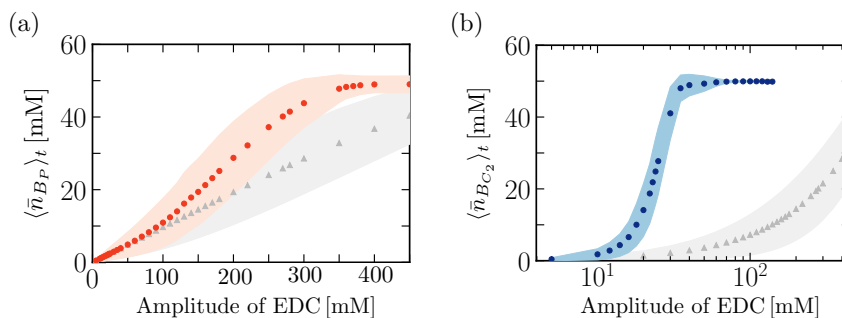 (a)
60
40
20
0
⟨n̄_{B_P}⟩_t [mM]
0 100 200 300 400
Amplitude of EDC [mM]
(b)
60
40
20
0
⟨n̄_{B_{C_2}}⟩_t [mM]
10^1 10^2
Amplitude of EDC [mM]